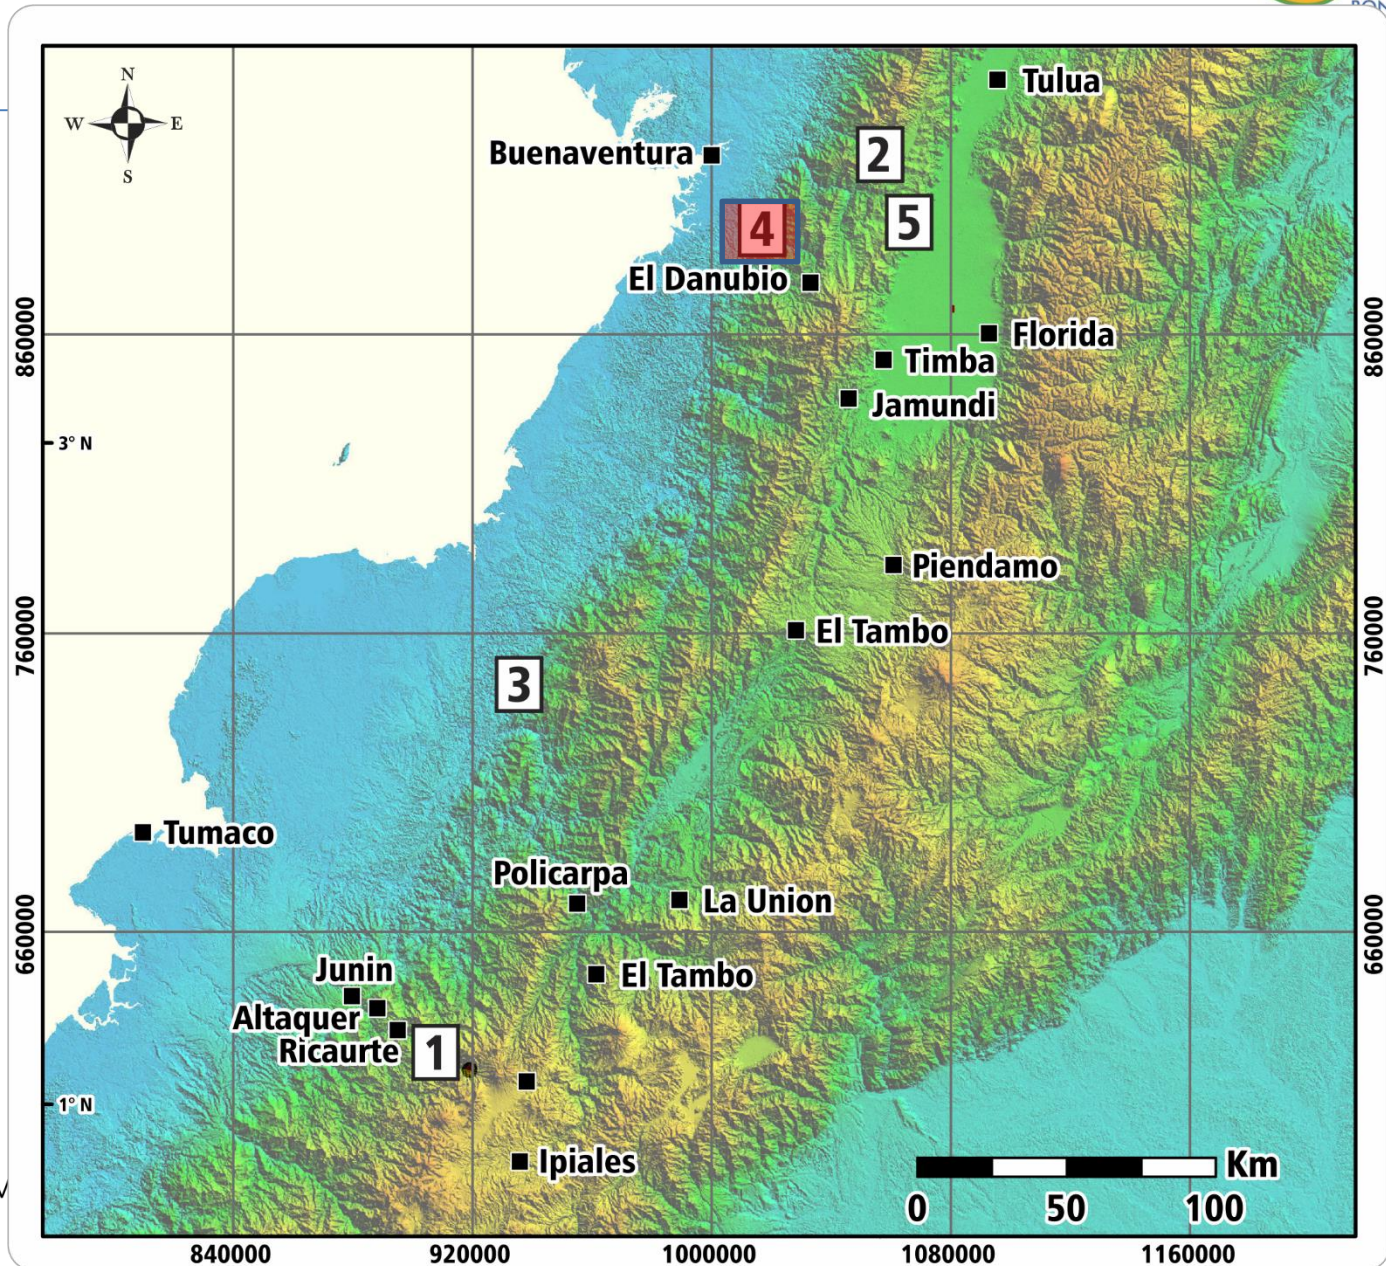 N
W E
S
Tulua
Buenaventura
2
4
5
El Danubio
860000
860000
Florida
Timba
Jamundi
3° N
Piendamo
El Tambo
760000
760000
3
Tumaco
Policarpa
La Union
660000
660000
Junin
El Tambo
Altaquer
Ricaurte
1
1° N
Ipiales
Km
0 50 100
840000 920000 1000000 1080000 1160000